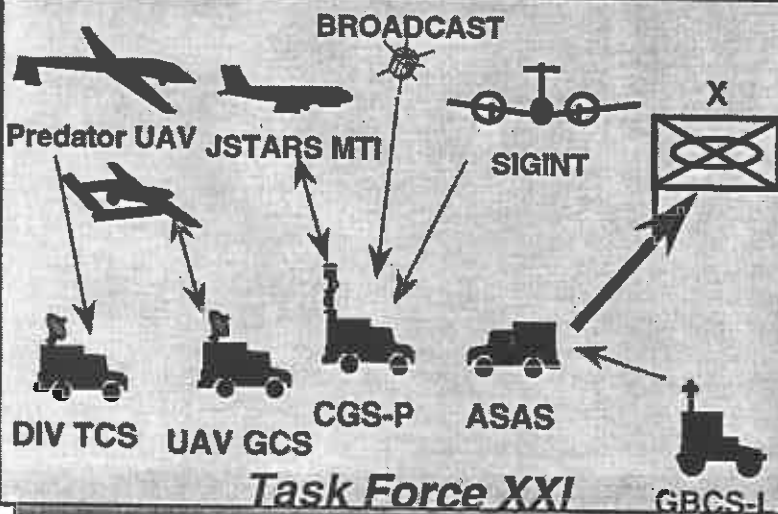 BROADCAST
Predator UAV
JSTARS MTI
SIGINT
X
DIV TCS
UAV GCS
CGS-P
ASAS
GBCS-L
Task Force XXI